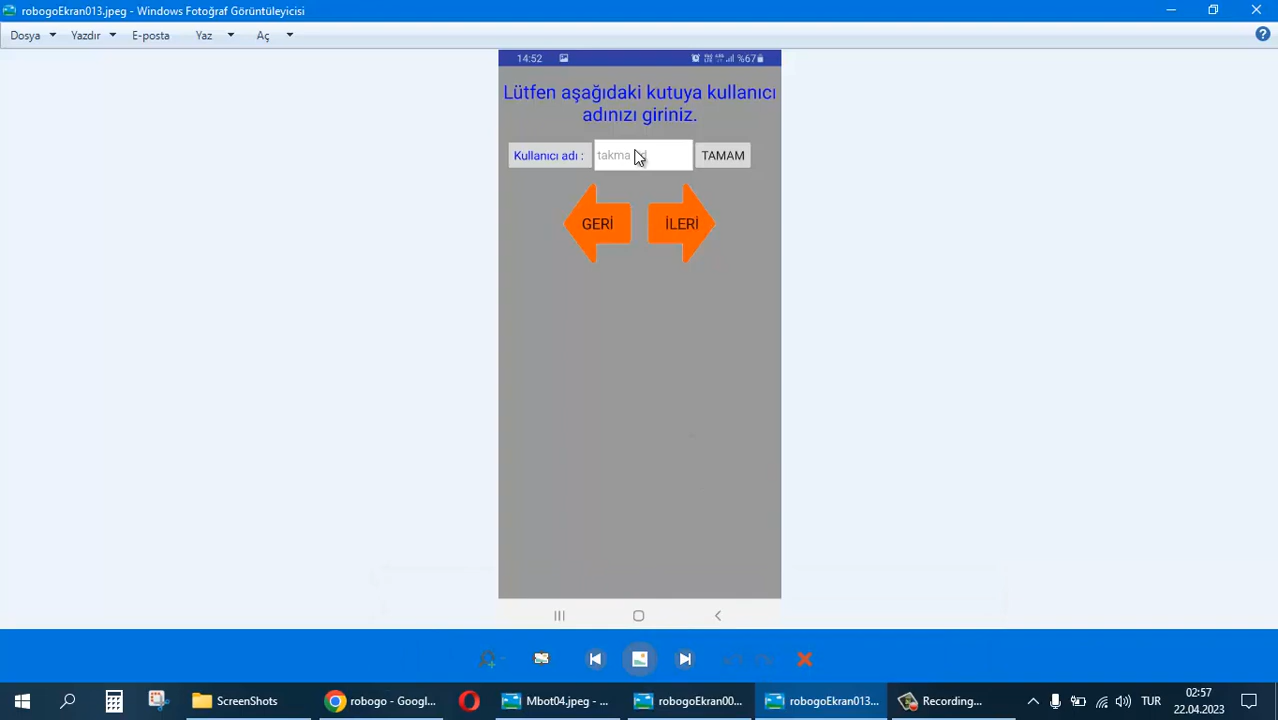 robogoEkran013.jpeg - Windows Fotoğraf Görüntüleyicisi
Dosya Yazdır E-posta Yaz Aç
14:52 %67
Lütfen aşağıdaki kutuya kullanıcı
adınızı giriniz.
Kullanıcı adı : takma TAMAM
GERİ İLERİ
ScreenShots robogo - Googl... Mbot04.jpeg - ... robogoEkran00... robogoEkran013... Recording... TUR 02:57
22.04.2023